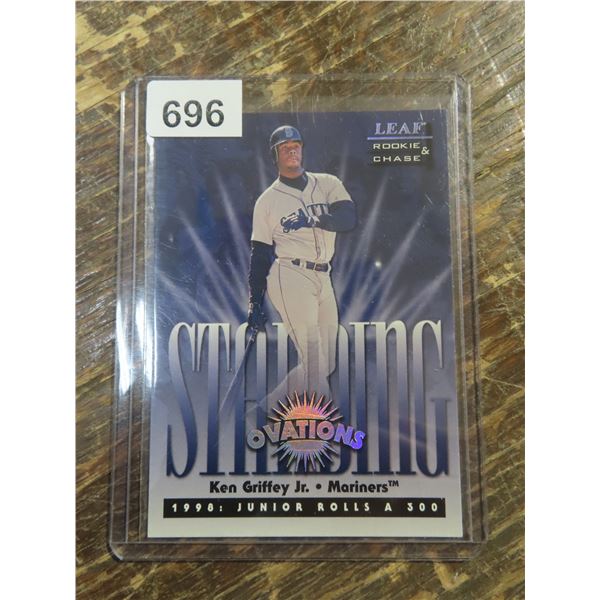 696
LEAF
ROOKIE &
CHASE
STANDING
OVATIONS
Ken Griffey Jr. • Mariners™
1998: JUNIOR ROLLS A 300